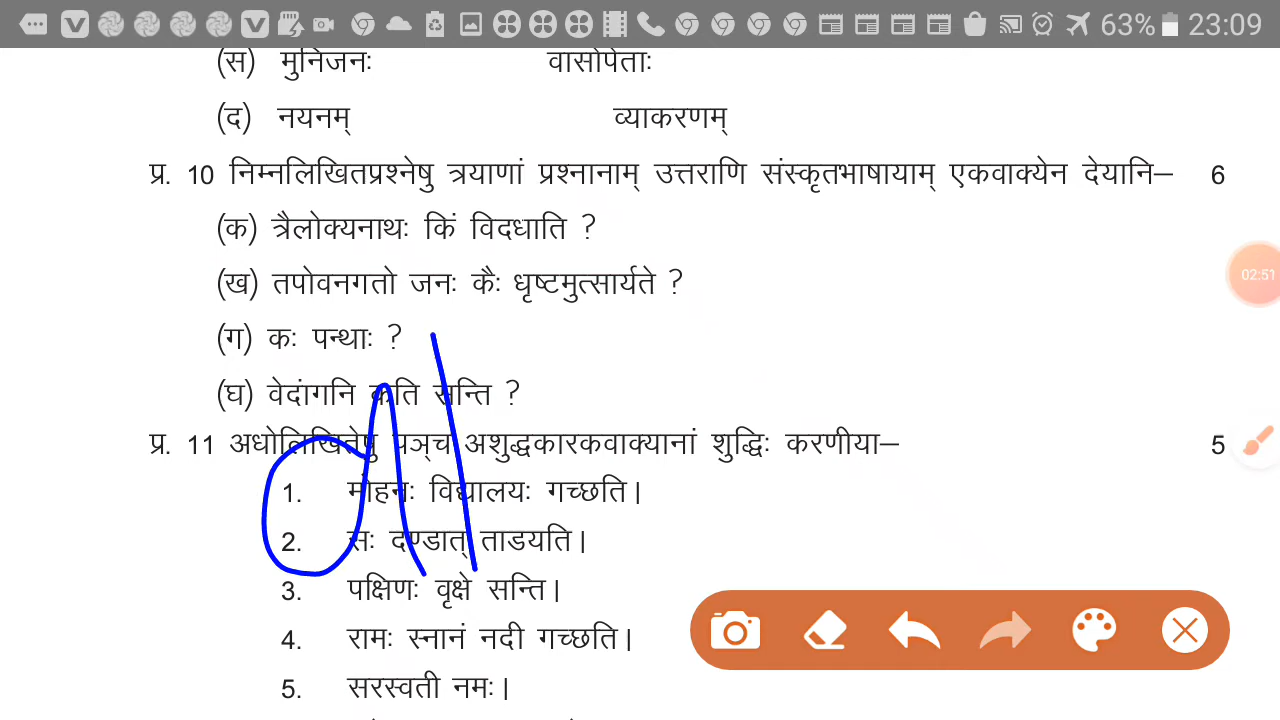 63% 23:09
(स) मुनिजनः वासोपेताः
(द) नयनम् व्याकरणम्
प्र. 10 निम्नलिखितप्रश्नेषु त्रयाणां प्रश्नानाम् उत्तराणि संस्कृतभाषायाम् एकवाक्येन देयानि– 6
(क) त्रैलोक्यनाथः किं विदधाति ?
(ख) तपोवनगतो जनः कैः धृष्टमुत्सार्यते ?
02:51
(ग) कः पन्थाः ?
(घ) वेदांगनि कति सन्ति ?
प्र. 11 अधोलिखितेषु पञ्च अशुद्धकारकवाक्यानां शुद्धिः करणीया– 5
1. मोहनः विद्यालयः गच्छति।
2. सः दण्डात् ताडयति।
3. पक्षिणः वृक्षे सन्ति।
4. रामः स्नानं नदी गच्छति।
5. सरस्वती नमः।